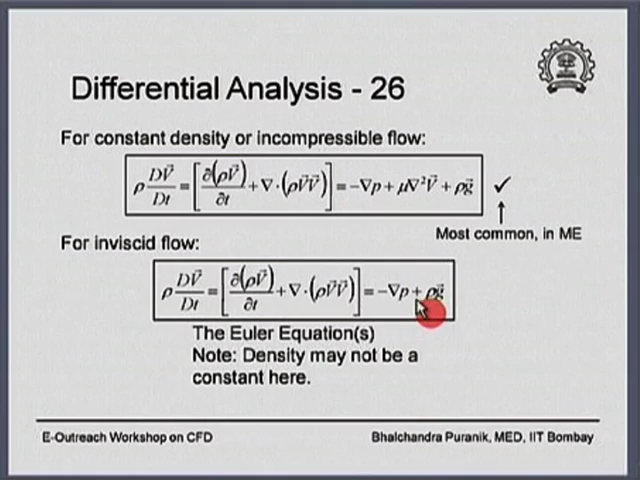 Differential Analysis - 26
For constant density or incompressible flow:
ρ DV⃗/Dt = [∂(ρV⃗)/∂t + ∇·(ρV⃗V⃗)] = −∇p + μ∇²V⃗ + ρg⃗ ✓
Most common, in ME
For inviscid flow:
ρ DV⃗/Dt = [∂(ρV⃗)/∂t + ∇·(ρV⃗V⃗)] = −∇p + ρg⃗
The Euler Equation(s)
Note: Density may not be a
constant here.
E-Outreach Workshop on CFD
Bhalchandra Puranik, MED, IIT Bombay